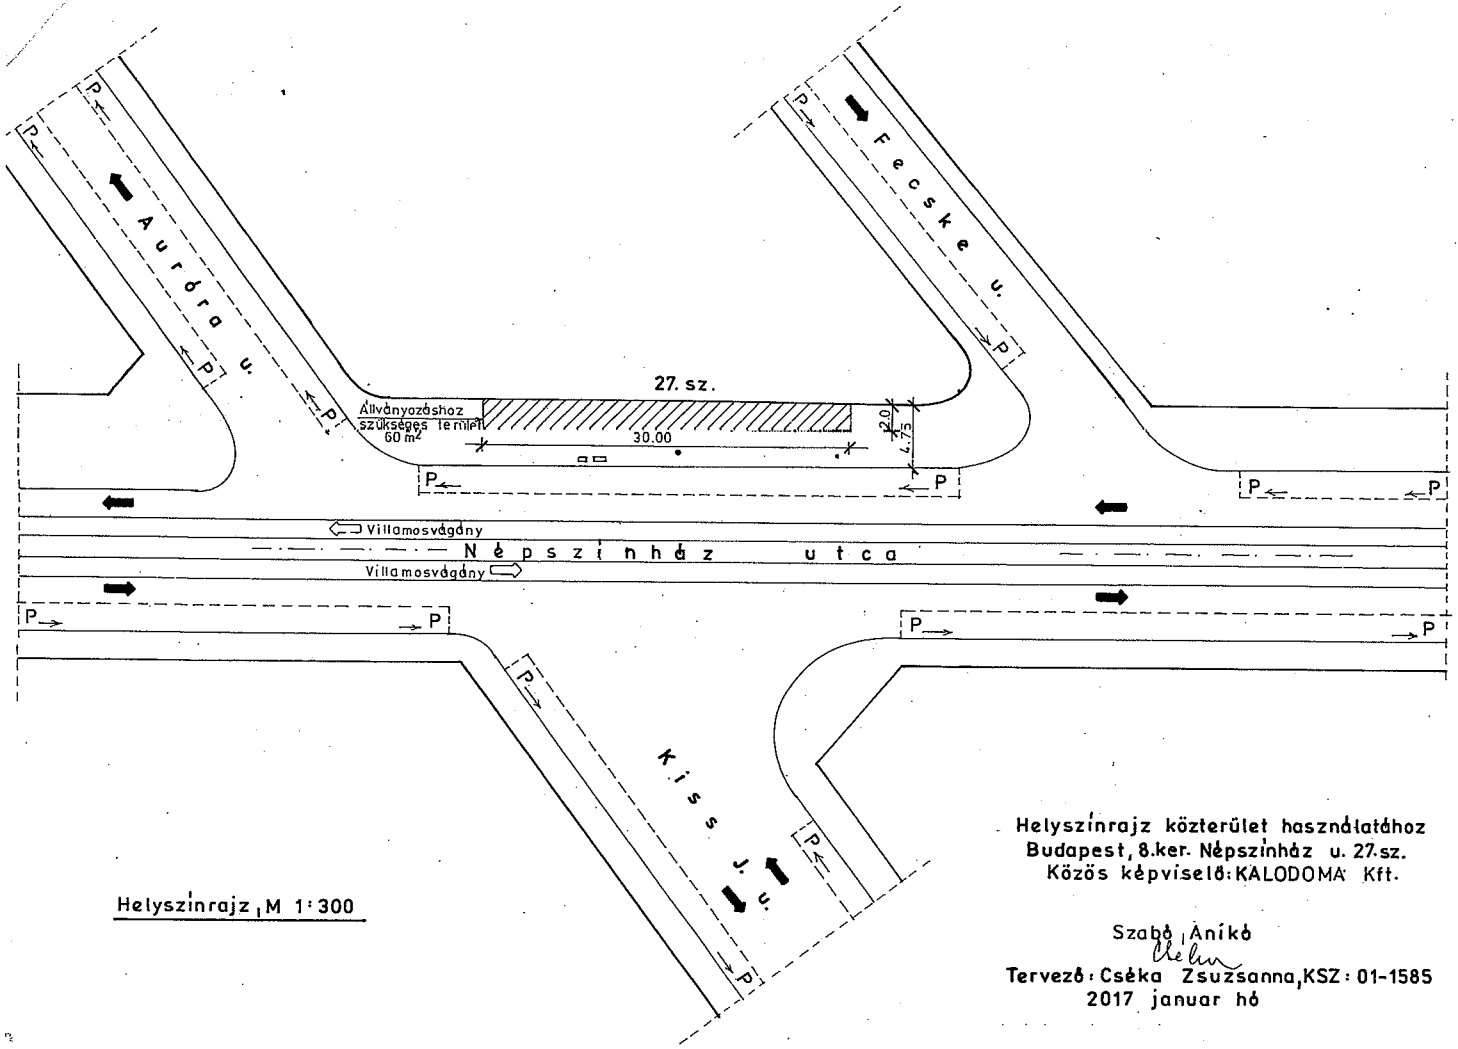 P
P
P
Fecske u.
Auróra u.
P
P
P
27. sz.
Állványozáshoz
szükséges terület
60 m²
30.00
2.0
4.75
P
P
P
P
Villamosvágány
Népszínház utca
Villamosvágány
P
P
P
P
P
Kiss J. u.
P
P
Helyszínrajz, M 1:300
Helyszínrajz közterület használatához
Budapest, 8.ker. Népszínház u. 27.sz.
Közös képviselő: KALODOMA Kft.
Szabó Anikó
Tervező: Cséka Zsuzsanna, KSZ: 01-1585
2017 január hó